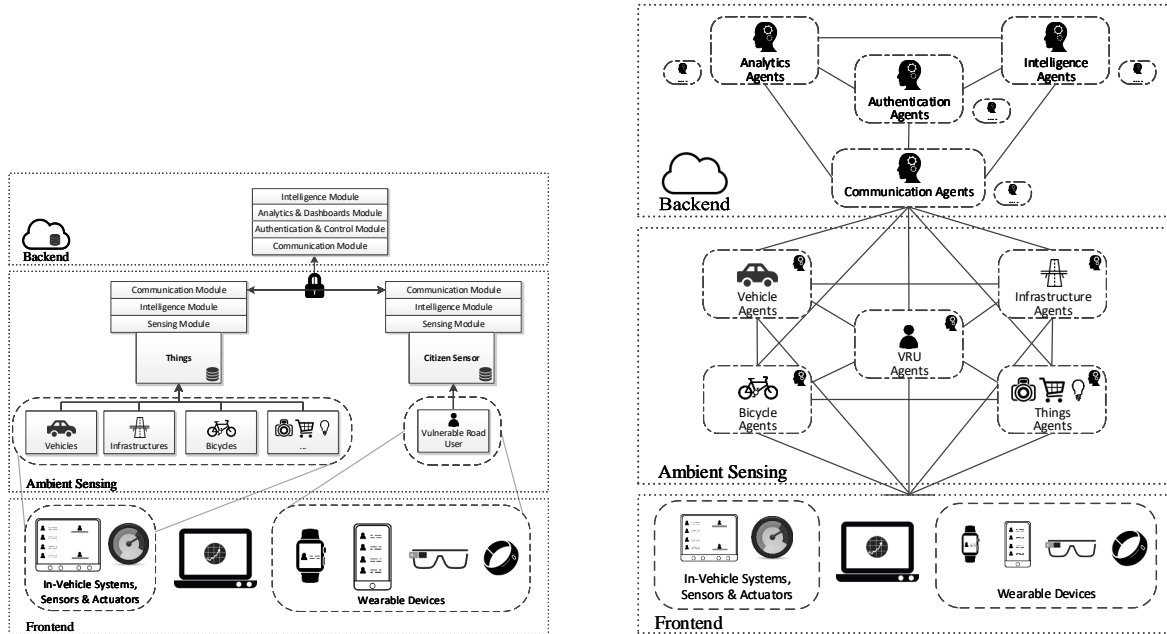 Intelligence Module
Analytics & Dashboards Module
Authentication & Control Module
Communication Module
Backend
Communication Module
Intelligence Module
Sensing Module
Things
Communication Module
Intelligence Module
Sensing Module
Citizen Sensor
Vehicles
Infrastructures
Bicycles
...
Vulnerable Road
User
Ambient Sensing
In-Vehicle Systems,
Sensors & Actuators
Wearable Devices
Frontend
Analytics
Agents
Intelligence
Agents
Authentication
Agents
....
....
....
Communication Agents
....
Backend
Vehicle
Agents
Infrastructure
Agents
VRU
Agents
Bicycle
Agents
Things
Agents
Ambient Sensing
In-Vehicle Systems,
Sensors & Actuators
Wearable Devices
Frontend